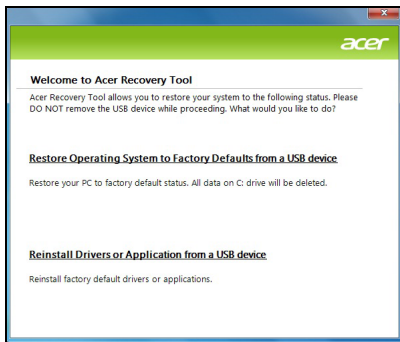 acer
Welcome to Acer Recovery Tool
Acer Recovery Tool allows you to restore your system to the following status. Please
DO NOT remove the USB device while proceeding. What would you like to do?
Restore Operating System to Factory Defaults from a USB device
Restore your PC to factory default status. All data on C: drive will be deleted.
Reinstall Drivers or Application from a USB device
Reinstall factory default drivers or applications.